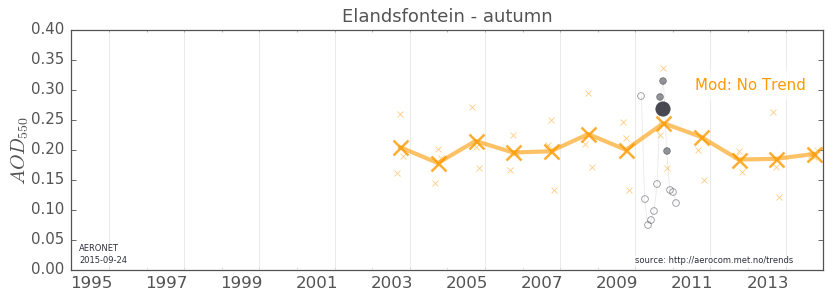 Elandsfontein - autumn
0.40
0.35
0.30
0.25
0.20
0.15
0.10
0.05
0.00
AOD550
Mod: No Trend
AERONET
2015-09-24
source: http://aerocom.met.no/trends
1995 1997 1999 2001 2003 2005 2007 2009 2011 2013